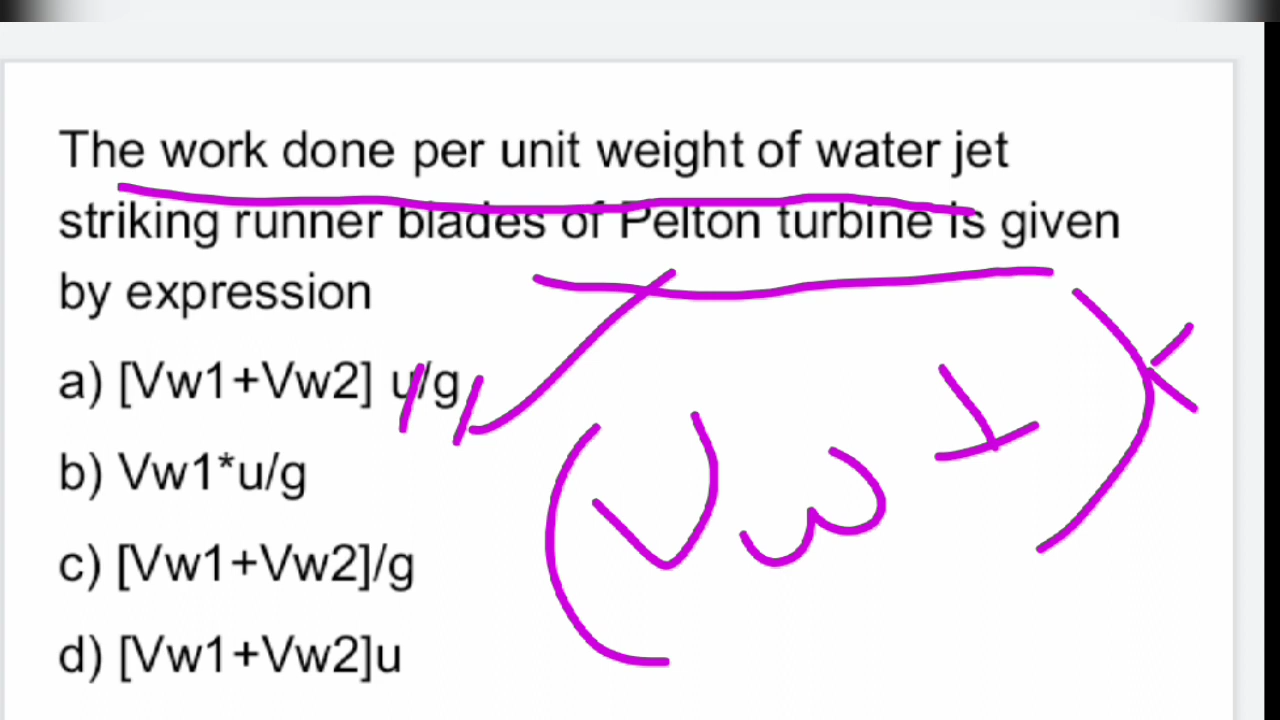 The work done per unit weight of water jet
striking runner blades of Pelton turbine is given
by expression
a) [Vw1+Vw2] u/g
b) Vw1*u/g
c) [Vw1+Vw2]/g
d) [Vw1+Vw2]u
(Vw